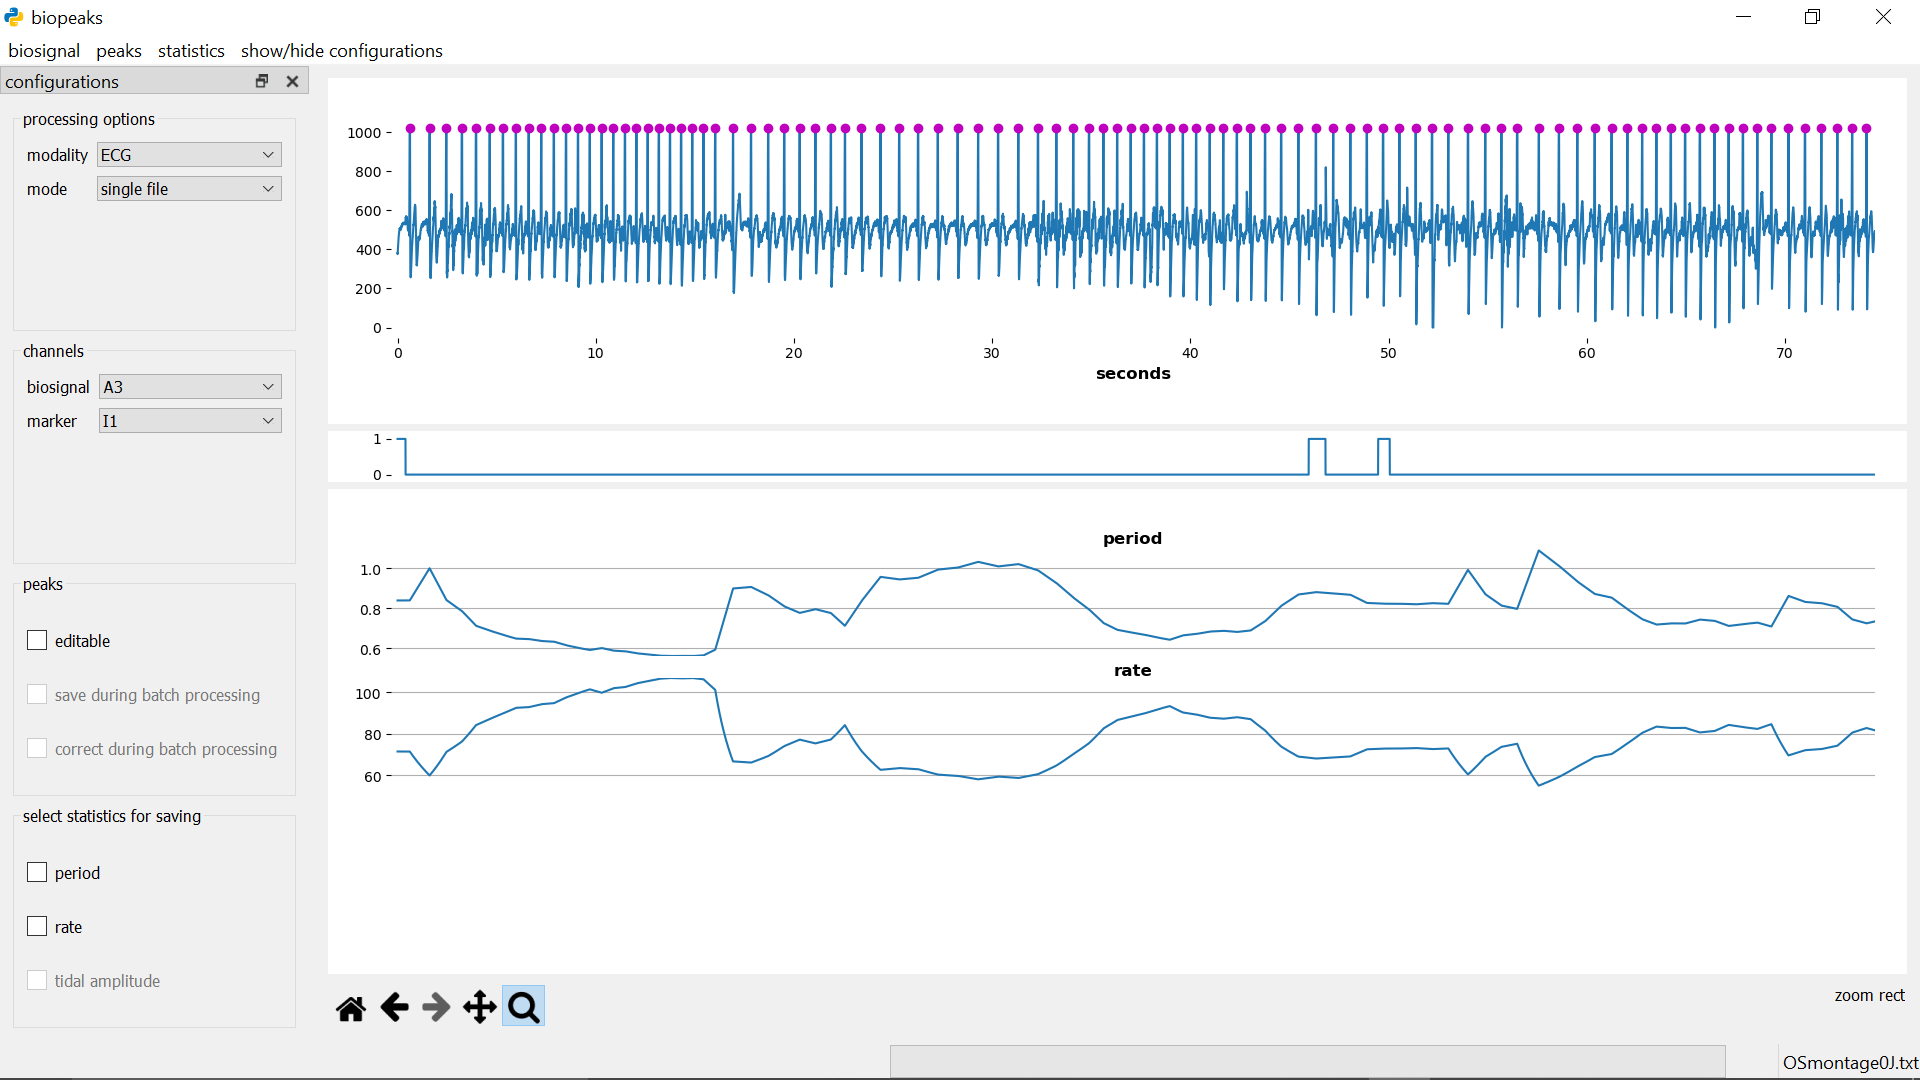 biopeaks
biosignal peaks statistics show/hide configurations
configurations
processing options
modality ECG
mode single file
channels
biosignal A3
marker I1
peaks
editable
save during batch processing
correct during batch processing
select statistics for saving
period
rate
tidal amplitude
1000
800
600
400
200
0
0 10 20 30 40 50 60 70
seconds
1
0
period
1.0
0.8
0.6
rate
100
80
60
zoom rect
OSmontage0J.txt